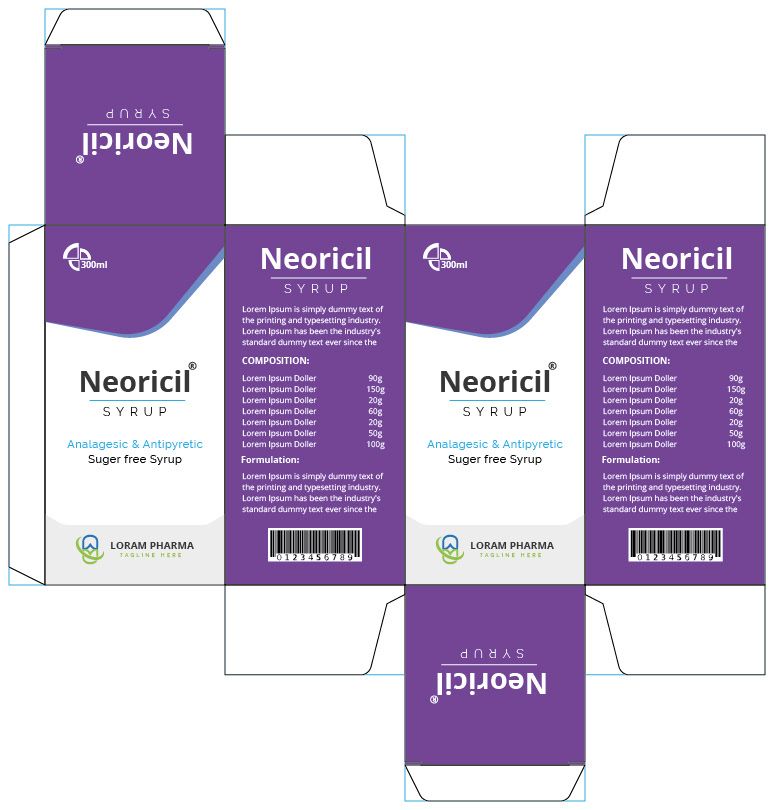 Neoricil®
SYRUP
300ml
Neoricil®
SYRUP
Analagesic & Antipyretic
Suger free Syrup
LORAM PHARMA
TAGLINE HERE
Neoricil
SYRUP
Lorem Ipsum is simply dummy text of
the printing and typesetting industry.
Lorem Ipsum has been the industry's
standard dummy text ever since the
COMPOSITION:
Lorem Ipsum Doller 90g
Lorem Ipsum Doller 150g
Lorem Ipsum Doller 20g
Lorem Ipsum Doller 60g
Lorem Ipsum Doller 20g
Lorem Ipsum Doller 50g
Lorem Ipsum Doller 100g
Formulation:
Lorem Ipsum is simply dummy text of
the printing and typesetting industry.
Lorem Ipsum has been the industry's
standard dummy text ever since the
0123456789
300ml
Neoricil®
SYRUP
Analagesic & Antipyretic
Suger free Syrup
LORAM PHARMA
TAGLINE HERE
Neoricil
SYRUP
Lorem Ipsum is simply dummy text of
the printing and typesetting industry.
Lorem Ipsum has been the industry's
standard dummy text ever since the
COMPOSITION:
Lorem Ipsum Doller 90g
Lorem Ipsum Doller 150g
Lorem Ipsum Doller 20g
Lorem Ipsum Doller 60g
Lorem Ipsum Doller 20g
Lorem Ipsum Doller 50g
Lorem Ipsum Doller 100g
Formulation:
Lorem Ipsum is simply dummy text of
the printing and typesetting industry.
Lorem Ipsum has been the industry's
standard dummy text ever since the
0123456789
Neoricil®
SYRUP